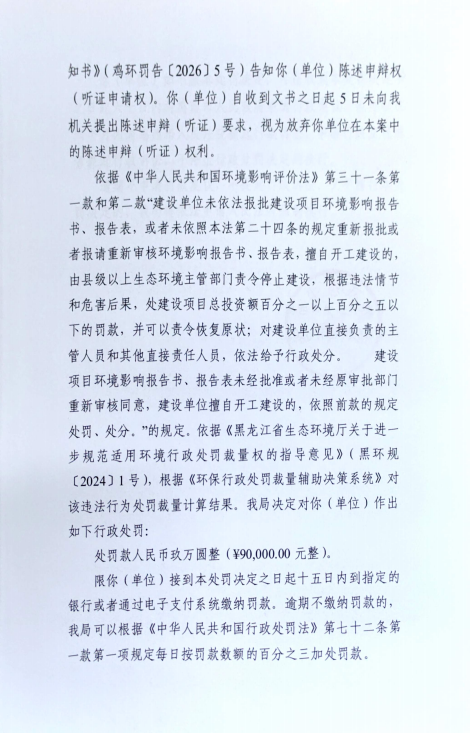 知书》(鸡环罚告〔2026〕5 号) 告知你 (单位) 陈述申辩权
(听证申请权)。你 (单位) 自收到文书之日起 5 日未向我
机关提出陈述申辩 (听证) 要求, 视为放弃你单位在本案中
的陈述申辩 (听证) 权利。
依据《中华人民共和国环境影响评价法》第三十一条第
一款和第二款“建设单位未依法报批建设项目环境影响报告
书、报告表, 或者未依照本法第二十四条的规定重新报批或
者报请重新审核环境影响报告书、报告表, 擅自开工建设的,
由县级以上生态环境主管部门责令停止建设, 根据违法情节
和危害后果, 处建设项目总投资额百分之一以上百分之五以
下的罚款, 并可以责令恢复原状; 对建设单位直接负责的主
管人员和其他直接责任人员, 依法给予行政处分。 建设
项目环境影响报告书、报告表未经批准或者未经原审批部门
重新审核同意, 建设单位擅自开工建设的, 依照前款的规定
处罚、处分。”的规定。依据《黑龙江省生态环境厅关于进一
步规范适用环境行政处罚裁量权的指导意见》(黑环规
〔2024〕1 号), 根据《环保行政处罚裁量辅助决策系统》对
该违法行为处罚裁量计算结果。我局决定对你 (单位) 作出
如下行政处罚:
处罚款人民币玖万圆整 (¥90,000.00 元整)。
限你 (单位) 接到本处罚决定之日起十五日内到指定的
银行或者通过电子支付系统缴纳罚款。逾期不缴纳罚款的,
我局可以根据《中华人民共和国行政处罚法》第七十二条第
一款第一项规定每日按罚款数额的百分之三加处罚款。